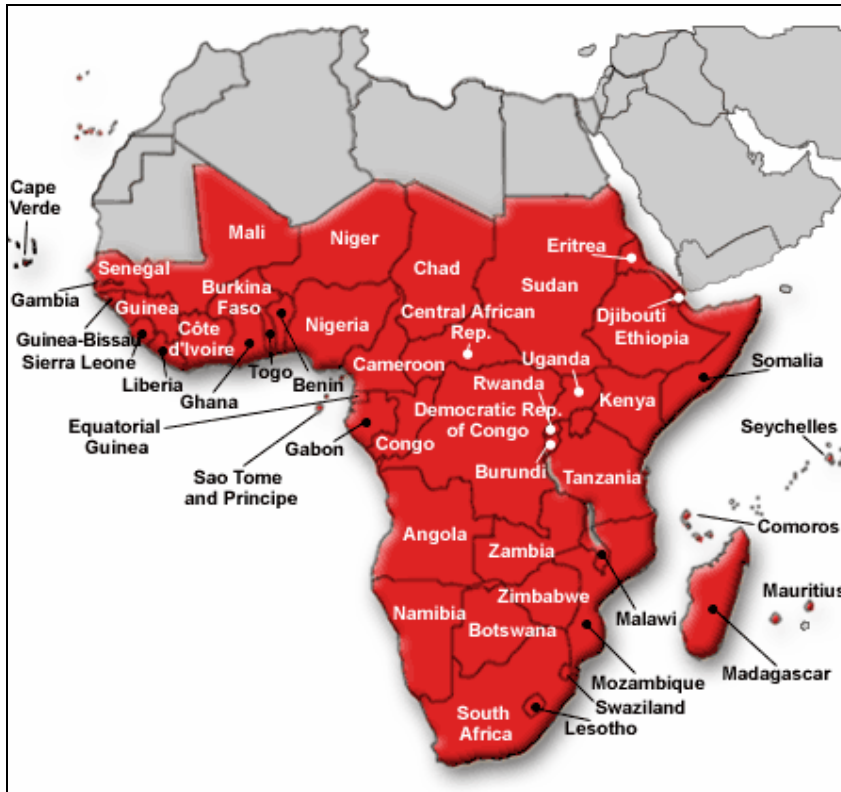 Cape
Verde
Mali
Niger
Eritrea
Senegal
Chad
Sudan
Gambia
Burkina
Faso
Guinea
Djibouti
Central African
Rep.
Nigeria
Ethiopia
Côte
d'Ivoire
Guinea-Bissau
Sierra Leone
Uganda
Somalia
Cameroon
Togo
Liberia
Benin
Rwanda
Ghana
Kenya
Democratic Rep.
of Congo
Equatorial
Guinea
Seychelles
Congo
Gabon
Burundi
Tanzania
Sao Tome
and Principe
Comoros
Angola
Zambia
Mauritius
Zimbabwe
Namibia
Malawi
Botswana
Madagascar
Mozambique
Swaziland
South
Africa
Lesotho